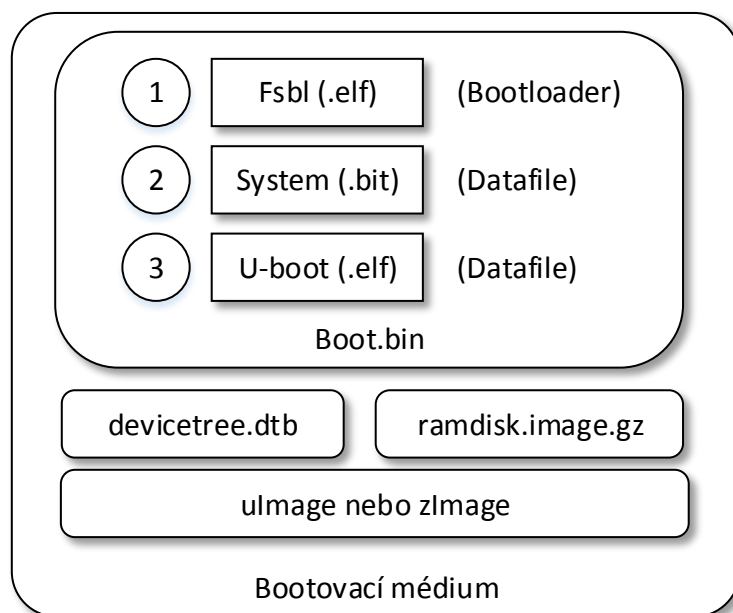 1 Fsbl (.elf) (Bootloader)
2 System (.bit) (Datafile)
3 U-boot (.elf) (Datafile)
Boot.bin
devicetree.dtb ramdisk.image.gz
uImage nebo zImage
Bootovací médium